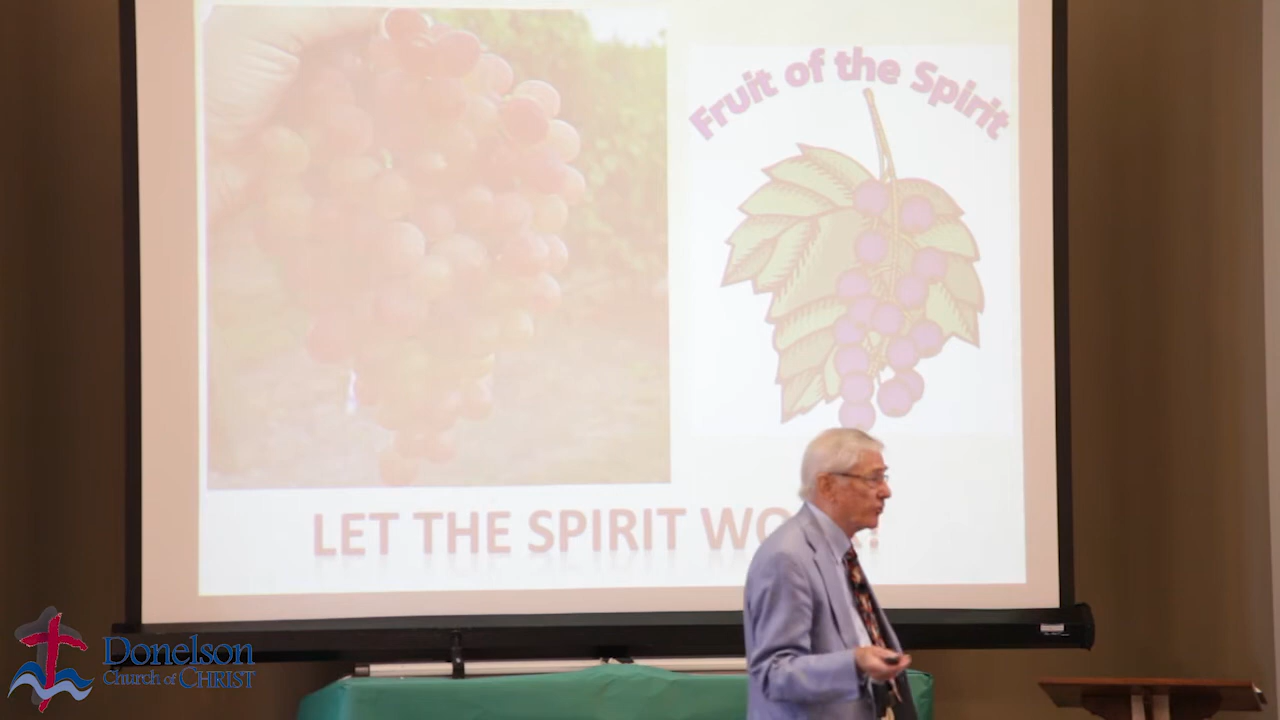 Fruit of the Spirit
LET THE SPIRIT
Donelson
Church of CHRIST